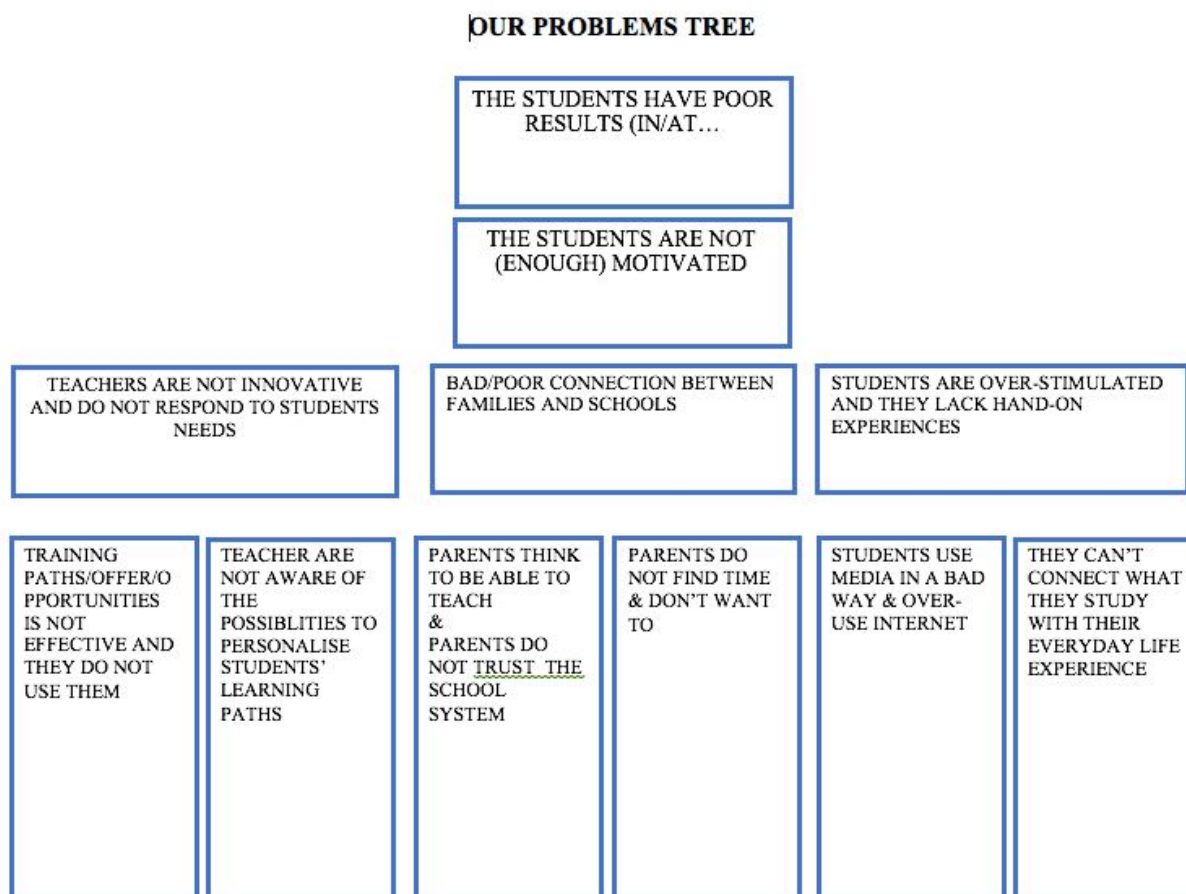 OUR PROBLEMS TREE
THE STUDENTS HAVE POOR
RESULTS (IN/AT…
THE STUDENTS ARE NOT
(ENOUGH) MOTIVATED
TEACHERS ARE NOT INNOVATIVE
AND DO NOT RESPOND TO STUDENTS
NEEDS
BAD/POOR CONNECTION BETWEEN
FAMILIES AND SCHOOLS
STUDENTS ARE OVER-STIMULATED
AND THEY LACK HAND-ON
EXPERIENCES
TRAINING
PATHS/OFFER/O
PPORTUNITIES
IS NOT
EFFECTIVE AND
THEY DO NOT
USE THEM
TEACHER ARE
NOT AWARE OF
THE
POSSIBLITIES TO
PERSONALISE
STUDENTS’
LEARNING
PATHS
PARENTS THINK
TO BE ABLE TO
TEACH
&
PARENTS DO
NOT TRUST THE
SCHOOL
SYSTEM
PARENTS DO
NOT FIND TIME
& DON’T WANT
TO
STUDENTS USE
MEDIA IN A BAD
WAY & OVER-
USE INTERNET
THEY CAN’T
CONNECT WHAT
THEY STUDY
WITH THEIR
EVERYDAY LIFE
EXPERIENCE